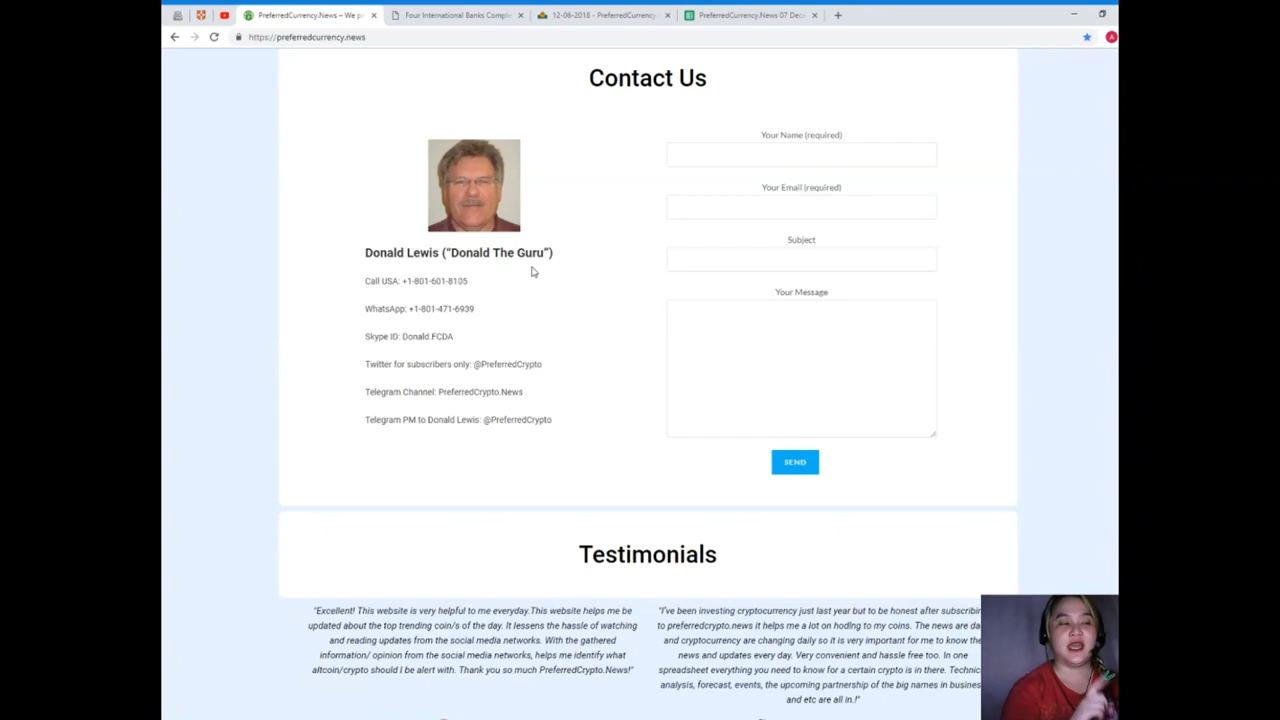 PreferredCurrency.News – We pr
Four International Banks Comple
12-06-2018 - PreferredCurrency
PreferredCurrency.News 07 Dec
https://preferredcurrency.news
A
Contact Us
Donald Lewis ("Donald The Guru")
Call USA: +1-801-601-8105
WhatsApp: +1-801-471-6939
Skype ID: Donald.FCDA
Twitter for subscribers only: @PreferredCrypto
Telegram Channel: PreferredCrypto.News
Telegram PM to Donald Lewis: @PreferredCrypto
Your Name (required)
Your Email (required)
Subject
Your Message
SEND
Testimonials
"Excellent! This website is very helpful to me everyday.This website helps me be
updated about the top trending coin/s of the day. It lessens the hassle of watching
and reading updates from the social media networks. With the gathered
information/ opinion from the social media networks, helps me identify what
altcoin/crypto should I be alert with. Thank you so much PreferredCrypto.News!"
"I've been investing cryptocurrency just last year but to be honest after subscribin
to preferredcrypto.news it helps me a lot on hodlng to my coins. The news are da
and cryptocurrency are changing daily so it is very important for me to know the
news and updates every day. Very convenient and hassle free too. In one
spreadsheet everything you need to know for a certain crypto is in there. Technic
analysis, forecast, events, the upcoming partnership of the big names in busines
and etc are all in.!"